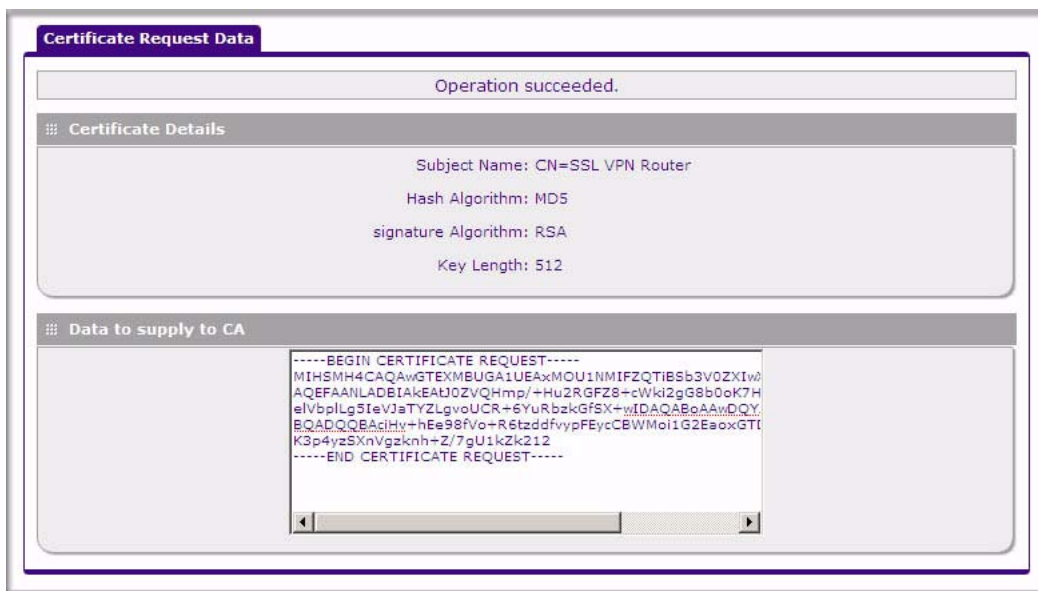 Certificate Request Data
Operation succeeded.
Certificate Details
Subject Name: CN=SSL VPN Router
Hash Algorithm: MD5
signature Algorithm: RSA
Key Length: 512
Data to supply to CA
-----BEGIN CERTIFICATE REQUEST-----
MIHSMH4CAQAwGTEXMBUGA1UEAxMOU1NMIFZQTiBSb3V0ZXIw
AQEFAANLADBIAkEAtJ0ZVQHmp/+Hu2RGFZ8+cWki2gG8b0oK7H
elVbplLg5IeVJaTYZLgvoUCR+6YuRbzkGfSX+wIDAQABoAAwDQY
BQADQQBAciHv+hEe98fVo+R6tzddfvypFEycCBWMoi1G2EaoxGT
K3p4yzSXnVgzknh+Z/7gU1kZk212
-----END CERTIFICATE REQUEST-----